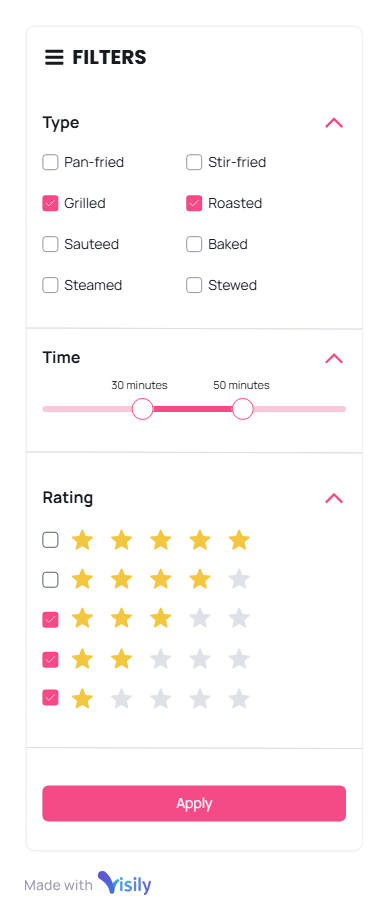 FILTERS
Type
Pan-fried Stir-fried
Grilled Roasted
Sauteed Baked
Steamed Stewed
Time
30 minutes 50 minutes
Rating
Apply
Made with Visily